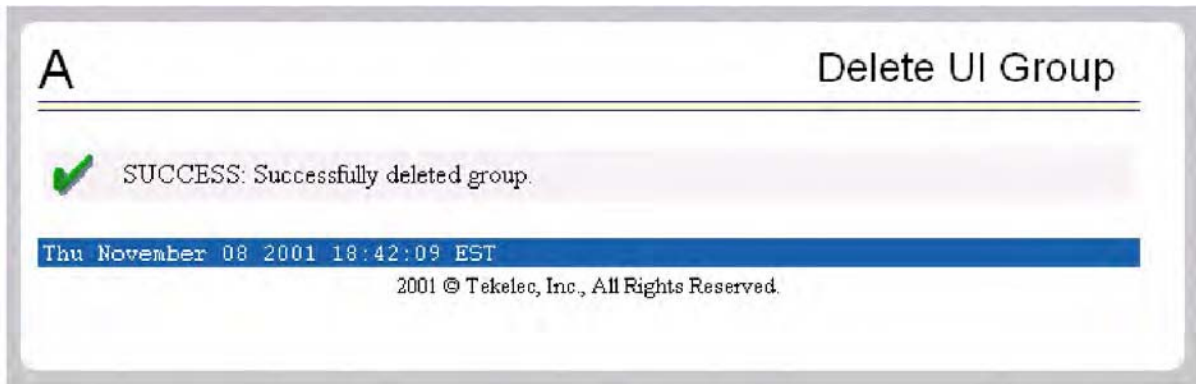 A
Delete UI Group
SUCCESS: Successfully deleted group.
Thu November 08 2001 18:42:09 EST
2001 © Tekelec, Inc., All Rights Reserved.